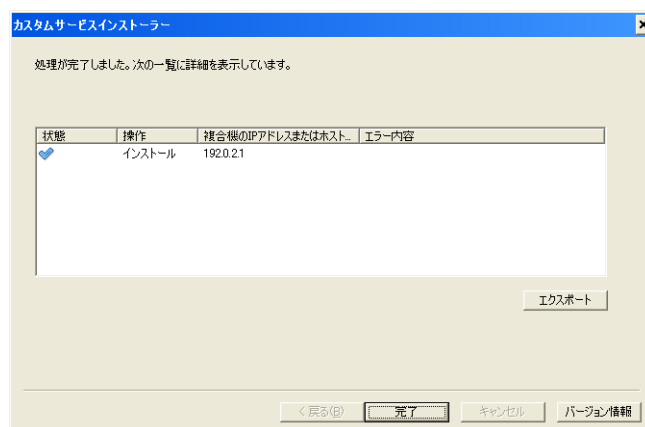 カスタムサービスインストーラー
処理が完了しました。次の一覧に詳細を表示しています。
状態 操作 複合機のIPアドレスまたはホスト... エラー内容
インストール 192.0.2.1
エクスポート
< 戻る(B) 完了 キャンセル バージョン情報